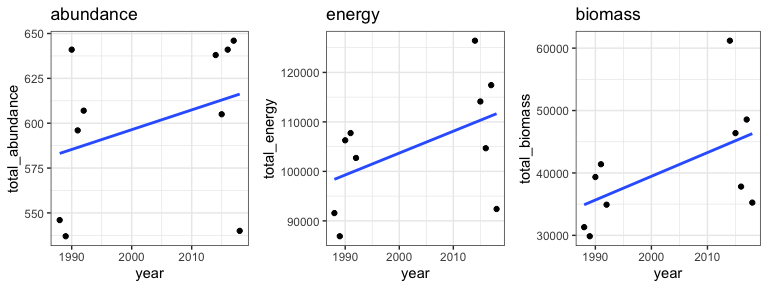 abundance
650
625
600
575
550
total_abundance
1990 2000 2010
year
energy
120000
110000
100000
90000
total_energy
1990 2000 2010
year
biomass
60000
50000
40000
30000
total_biomass
1990 2000 2010
year